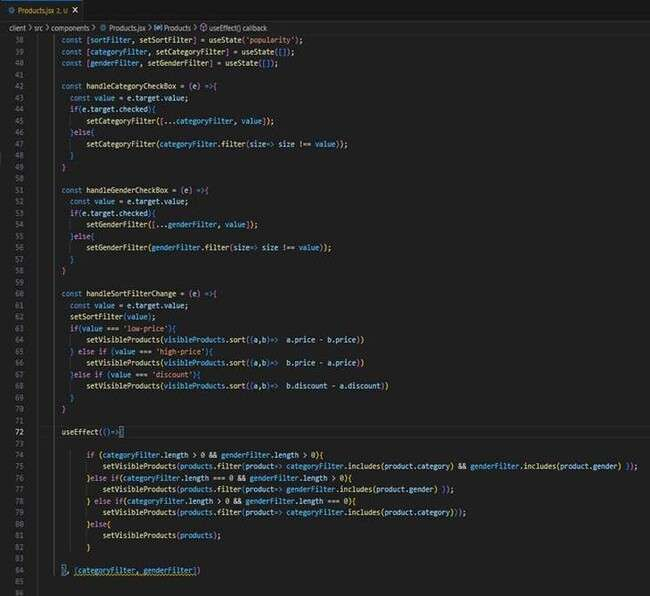 Products.jsx 2, U X
client > src > components > Products.jsx > Products > useEffect() callback
38 const [sortFilter, setSortFilter] = useState('popularity');
39 const [categoryFilter, setCategoryFilter] = useState([]);
40 const [genderFilter, setGenderFilter] = useState([]);
41
42 const handleCategoryCheckBox = (e) =>{
43 const value = e.target.value;
44 if(e.target.checked){
45 setCategoryFilter([...categoryFilter, value]);
46 }else{
47 setCategoryFilter(categoryFilter.filter(size=> size !== value));
48 }
49 }
50
51 const handleGenderCheckBox = (e) =>{
52 const value = e.target.value;
53 if(e.target.checked){
54 setGenderFilter([...genderFilter, value]);
55 }else{
56 setGenderFilter(genderFilter.filter(size=> size !== value));
57 }
58 }
59
60 const handleSortFilterChange = (e) =>{
61 const value = e.target.value;
62 setSortFilter(value);
63 if(value === 'low-price'){
64 setVisibleProducts(visibleProducts.sort((a,b)=> a.price - b.price))
65 } else if (value === 'high-price'){
66 setVisibleProducts(visibleProducts.sort((a,b)=> b.price - a.price))
67 }else if (value === 'discount'){
68 setVisibleProducts(visibleProducts.sort((a,b)=> b.discount - a.discount))
69 }
70 }
71
72 useEffect(()=>{
73
74 if (categoryFilter.length > 0 && genderFilter.length > 0){
75 setVisibleProducts(products.filter(product=> categoryFilter.includes(product.category) && genderFilter.includes(product.gender) ));
76 }else if(categoryFilter.length === 0 && genderFilter.length > 0){
77 setVisibleProducts(products.filter(product=> genderFilter.includes(product.gender) ));
78 } else if(categoryFilter.length > 0 && genderFilter.length === 0){
79 setVisibleProducts(products.filter(product=> categoryFilter.includes(product.category)));
80 }else{
81 setVisibleProducts(products);
82 }
83
84 }, [categoryFilter, genderFilter])
85
86